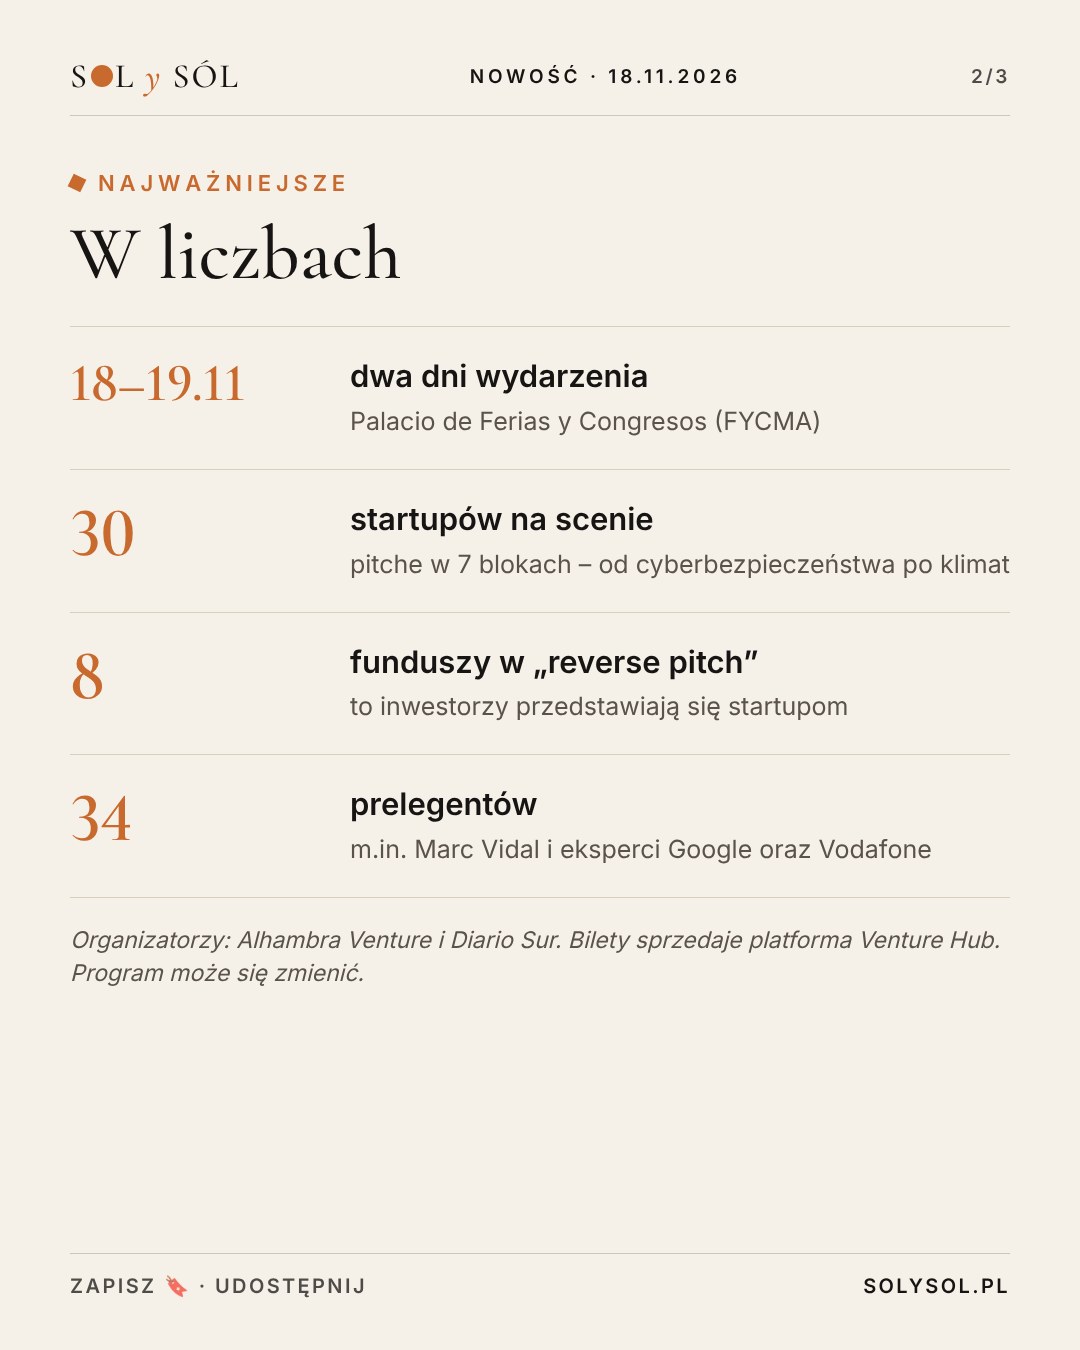 SOL y SÓL
NOWOŚĆ · 18.11.2026
2/3
NAJWAŻNIEJSZE
W liczbach
18–19.11
dwa dni wydarzenia
Palacio de Ferias y Congresos (FYCMA)
30
startupów na scenie
pitche w 7 blokach – od cyberbezpieczeństwa po klimat
8
funduszy w „reverse pitch”
to inwestorzy przedstawiają się startupom
34
prelegentów
m.in. Marc Vidal i eksperci Google oraz Vodafone
Organizatorzy: Alhambra Venture i Diario Sur. Bilety sprzedaje platforma Venture Hub.
Program może się zmienić.
ZAPISZ 🔖 · UDOSTĘPNIJ
SOLYSOL.PL